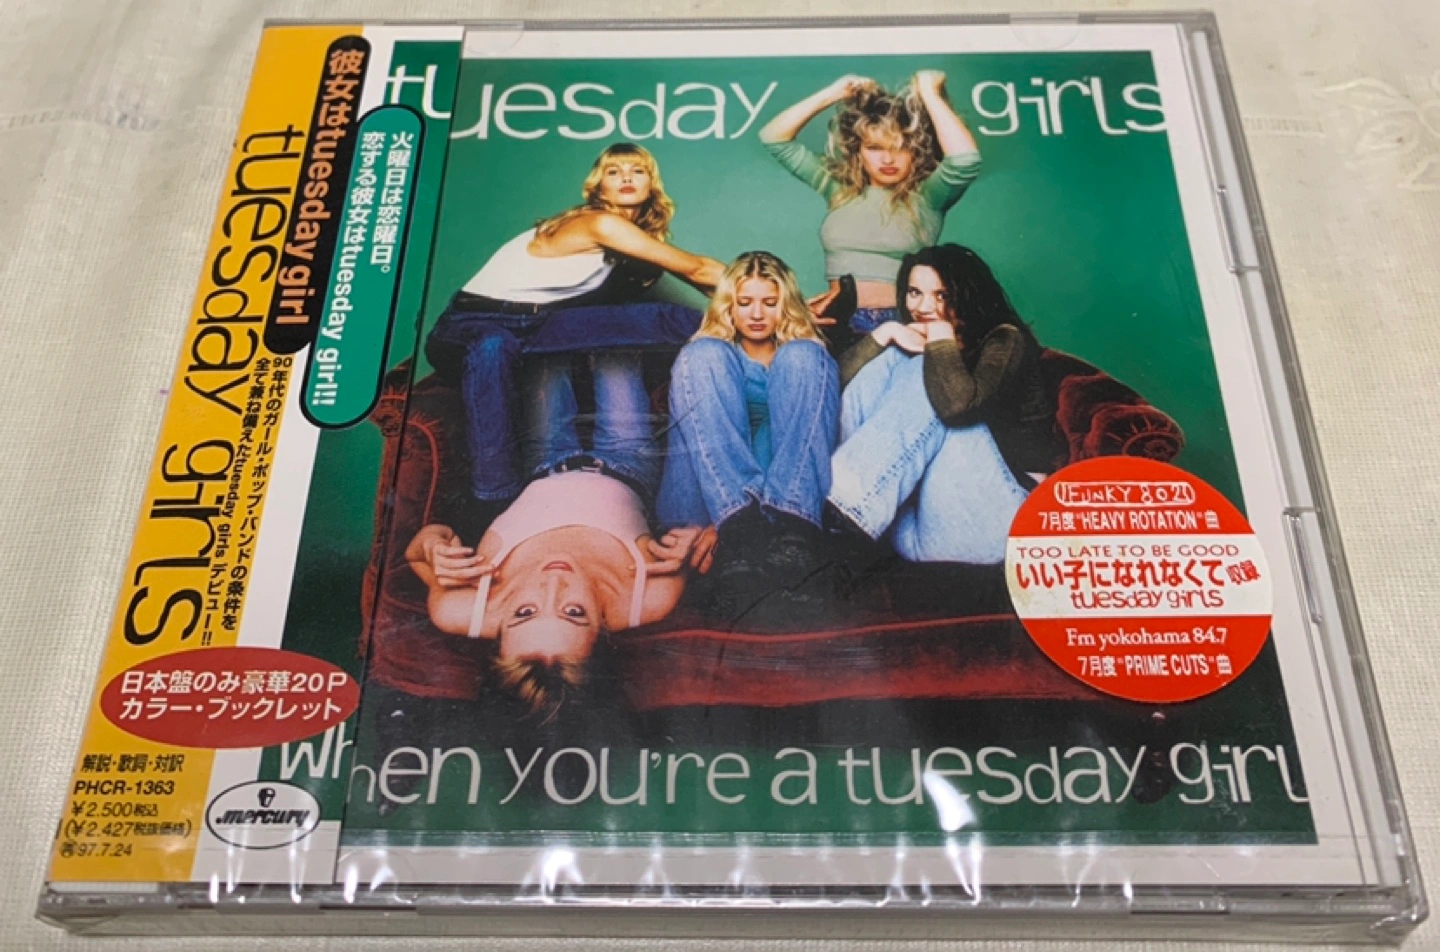 彼女はtuesday girl
tuesday girls
火曜日は恋曜日。
恋する彼女はtuesday girl!!
90年代のガール・ポップ・バンドの条件を
全て兼ね備えたtuesday girls デビュー!!
日本盤のみ豪華20P
カラー・ブックレット
解説・歌詞・対訳
PHCR-1363
¥2.500税込
(¥2.427税抜価格)
97.7.24
mercury
tuesday girls
when you're a tuesday girl
FUNKY 802
7月度"HEAVY ROTATION"曲
TOO LATE TO BE GOOD
いい子になれなくて収録
tuesday girls
Fm yokohama 84.7
7月度"PRIME CUTS"曲